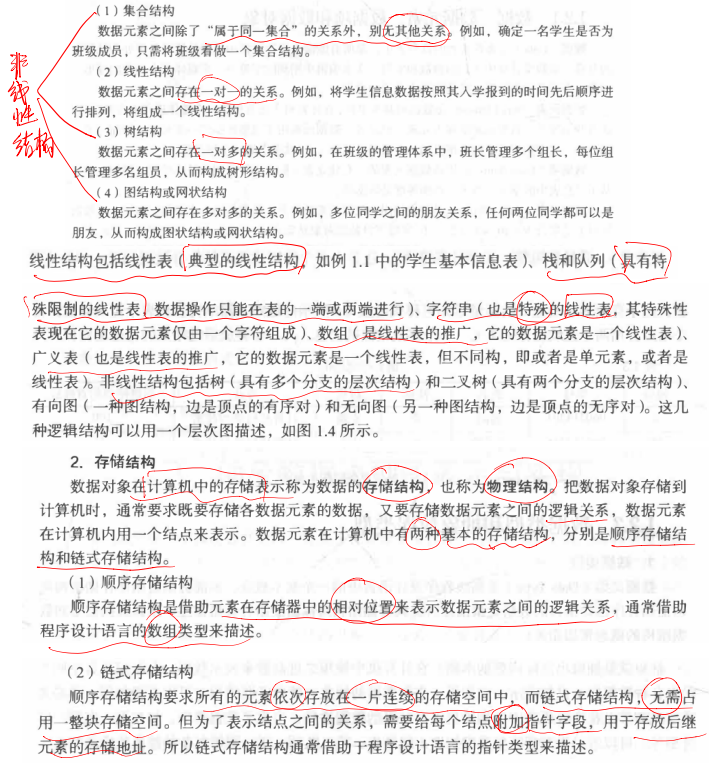 （1）集合结构
数据元素之间除了“属于同一集合”的关系外，别无其他关系。例如，确定一名学生是否为
班级成员，只需将班级看做一个集合结构。
（2）线性结构
数据元素之间存在一对一的关系。例如，将学生信息数据按照其入学报到的时间先后顺序进
行排列，将组成一个线性结构。
（3）树结构
数据元素之间存在一对多的关系。例如，在班级的管理体系中，班长管理多个组长，每位组
长管理多名组员，从而构成树形结构。
（4）图结构或网状结构
数据元素之间存在多对多的关系。例如，多位同学之间的朋友关系，任何两位同学都可以是
朋友，从而构成图状结构或网状结构。
非线性结构
线性结构包括线性表（典型的线性结构，如例 1.1 中的学生基本信息表）、栈和队列（具有特
殊限制的线性表，数据操作只能在表的一端或两端进行）、字符串（也是特殊的线性表，其特殊性
表现在它的数据元素仅由一个字符组成）、数组（是线性表的推广，它的数据元素是一个线性表）、
广义表（也是线性表的推广，它的数据元素是一个线性表，但不同构，即或者是单元素，或者是
线性表）。非线性结构包括树（具有多个分支的层次结构）和二叉树（具有两个分支的层次结构）、
有向图（一种图结构，边是顶点的有序对）和无向图（另一种图结构，边是顶点的无序对）。这几
种逻辑结构可以用一个层次图描述，如图 1.4 所示。
2．存储结构
数据对象在计算机中的存储表示称为数据的存储结构，也称为物理结构。把数据对象存储到
计算机时，通常要求既要存储各数据元素的数据，又要存储数据元素之间的逻辑关系，数据元素
在计算机内用一个结点来表示。数据元素在计算机中有两种基本的存储结构，分别是顺序存储结
构和链式存储结构。
（1）顺序存储结构
顺序存储结构是借助元素在存储器中的相对位置来表示数据元素之间的逻辑关系，通常借助
程序设计语言的数组类型来描述。
（2）链式存储结构
顺序存储结构要求所有的元素依次存放在一片连续的存储空间中，而链式存储结构，无需占
用一整块存储空间。但为了表示结点之间的关系，需要给每个结点附加指针字段，用于存放后继
元素的存储地址。所以链式存储结构通常借助于程序设计语言的指针类型来描述。